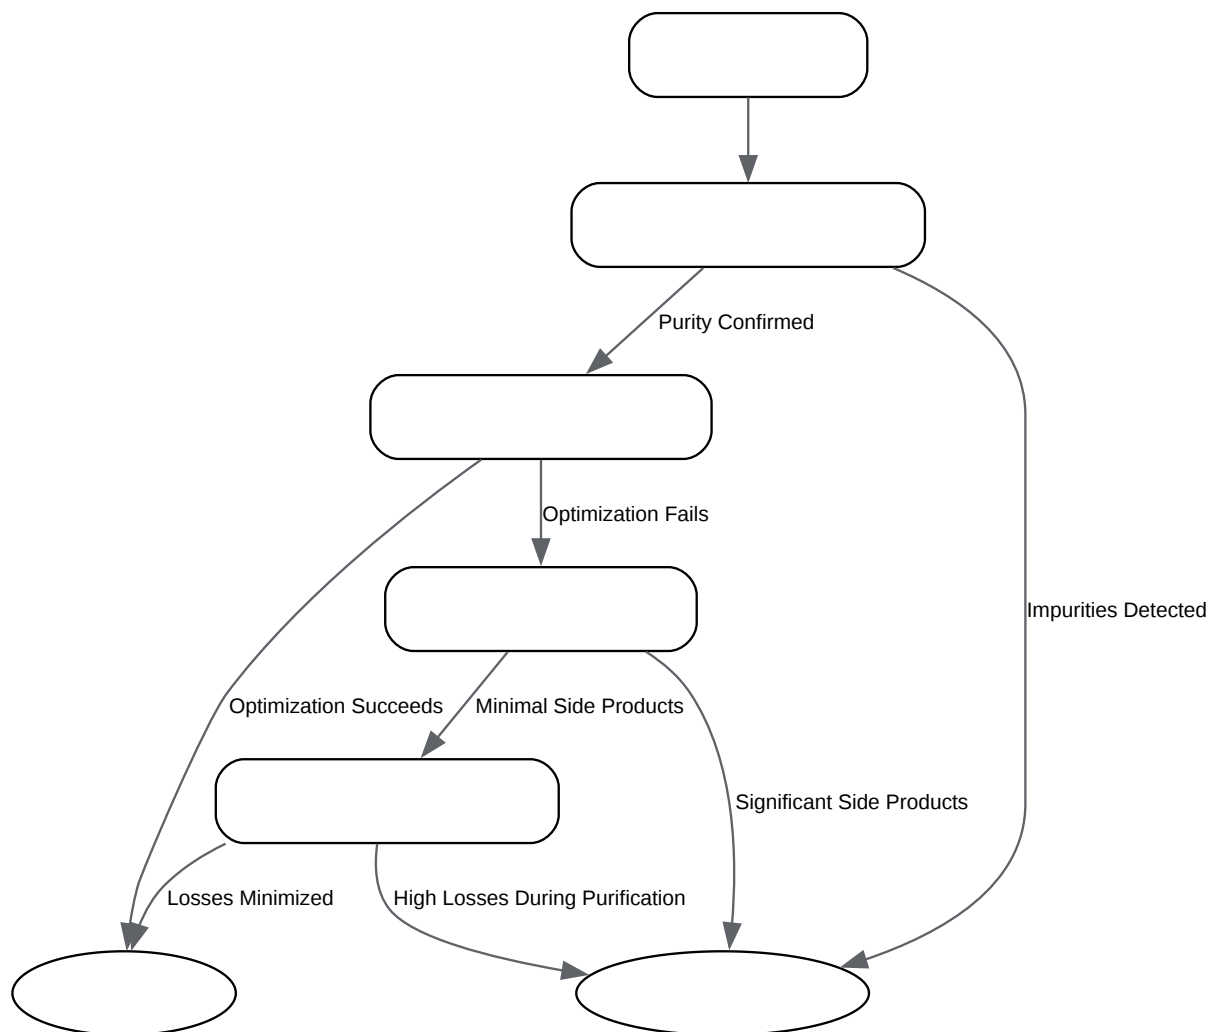 Purity Confirmed
Optimization Fails
Impurities Detected
Optimization Succeeds
Minimal Side Products
Significant Side Products
Losses Minimized
High Losses During Purification